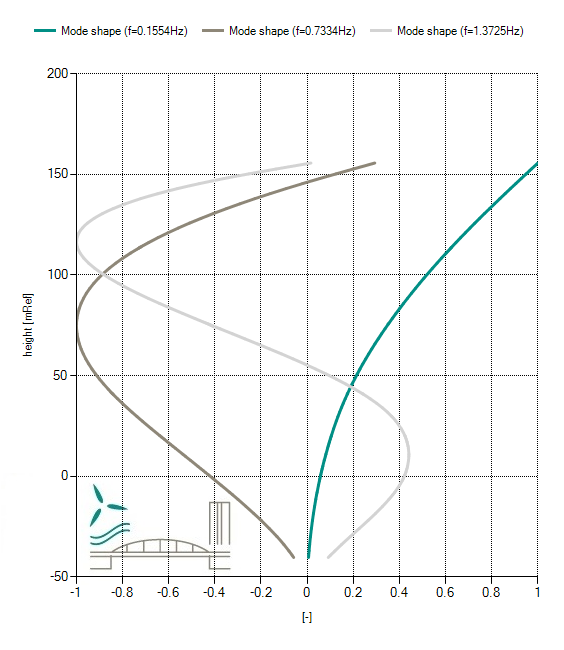 Mode shape (f=0.1554Hz) Mode shape (f=0.7334Hz) Mode shape (f=1.3725Hz)
200
150
100
50
0
-50
height [mRel]
-1 -0.8 -0.6 -0.4 -0.2 0 0.2 0.4 0.6 0.8 1
[-]